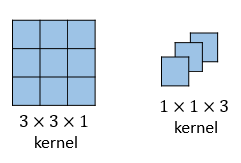 3 × 3 × 1
kernel
1 × 1 × 3
kernel